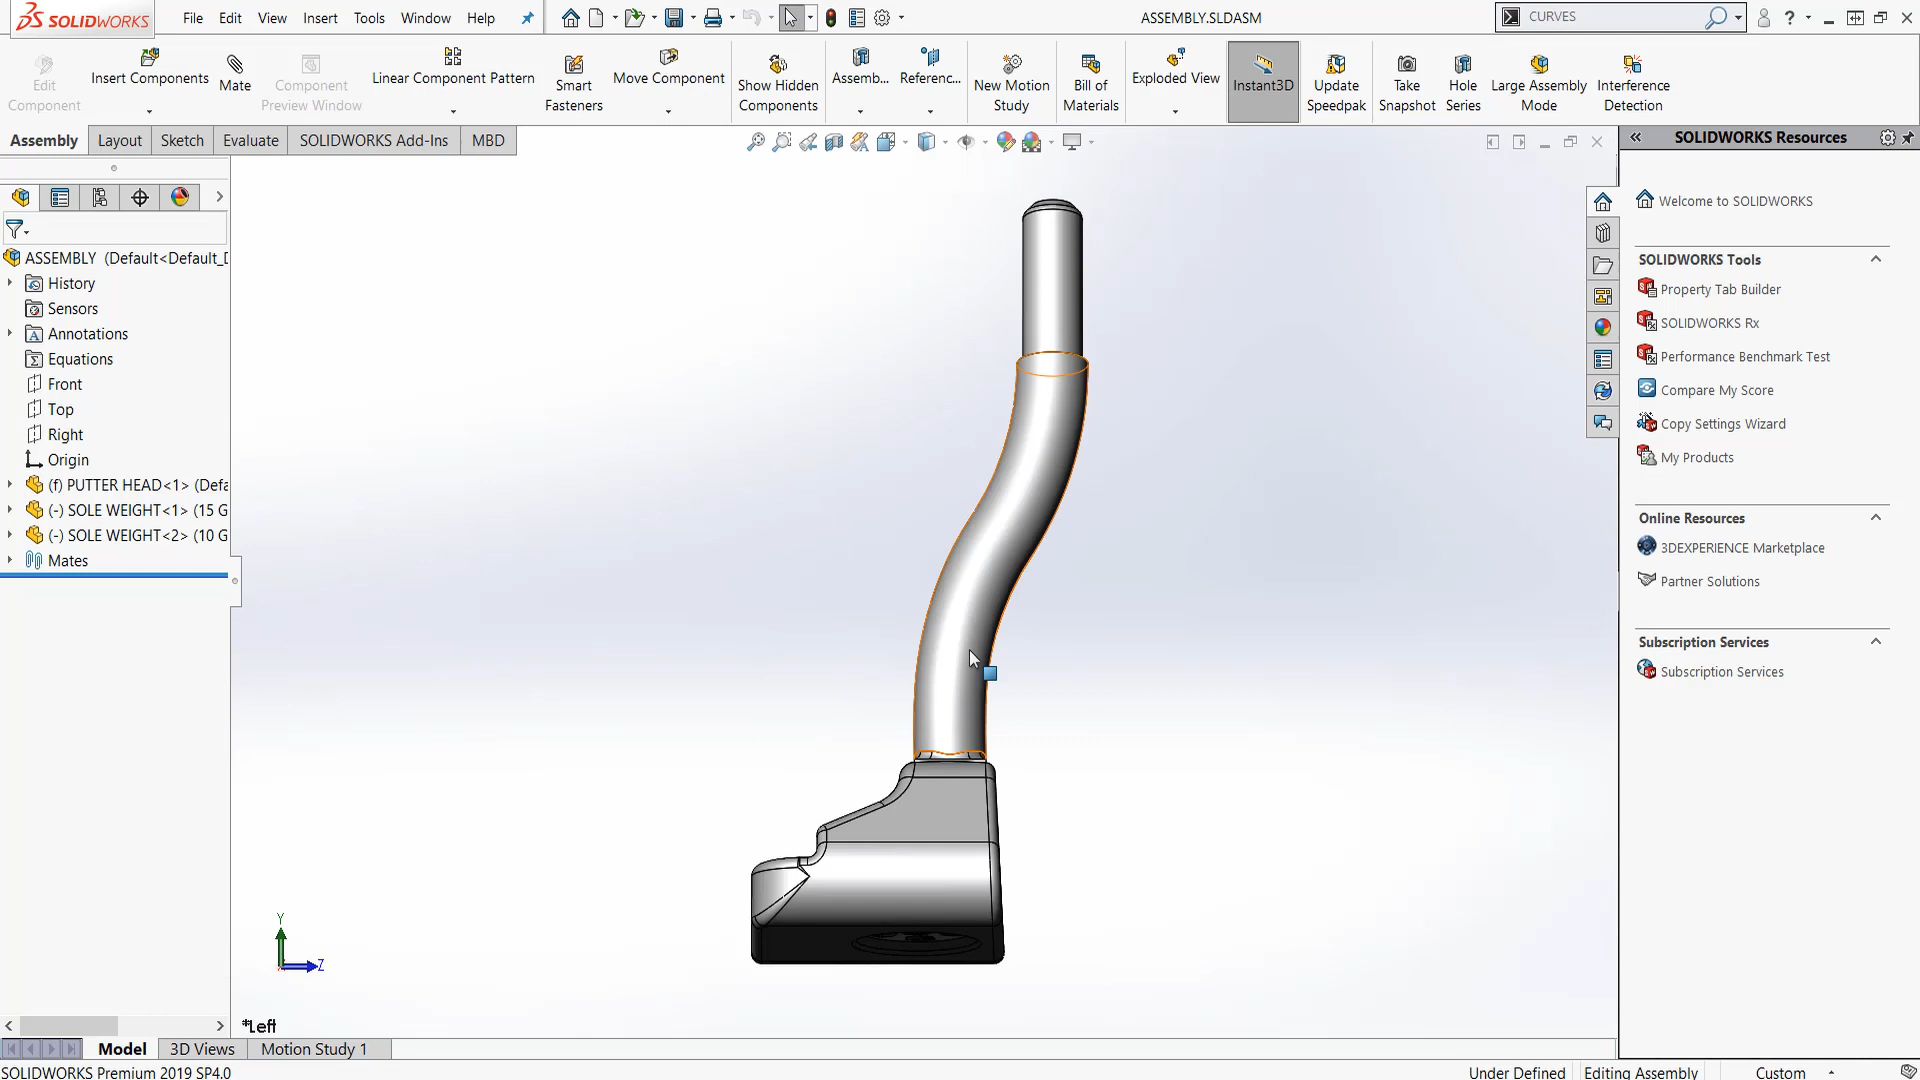 SOLIDWORKS File Edit View Insert Tools Window Help ASSEMBLY.SLDASM CURVES ?
Edit Component
Insert Components
Mate
Component Preview Window
Linear Component Pattern
Smart Fasteners
Move Component
Show Hidden Components
Assemb...
Referenc...
New Motion Study
Bill of Materials
Exploded View
Instant3D
Update Speedpak
Take Snapshot
Hole Series
Large Assembly Mode
Interference Detection
Assembly Layout Sketch Evaluate SOLIDWORKS Add-Ins MBD
ASSEMBLY (Default<Default_D
History
Sensors
Annotations
Equations
Front
Top
Right
Origin
(f) PUTTER HEAD<1> (Defa
(-) SOLE WEIGHT<1> (15 G
(-) SOLE WEIGHT<2> (10 G
Mates
Y
Z
*Left
SOLIDWORKS Resources
Welcome to SOLIDWORKS
SOLIDWORKS Tools
Property Tab Builder
SOLIDWORKS Rx
Performance Benchmark Test
Compare My Score
Copy Settings Wizard
My Products
Online Resources
3DEXPERIENCE Marketplace
Partner Solutions
Subscription Services
Subscription Services
Model 3D Views Motion Study 1
SOLIDWORKS Premium 2019 SP4.0 Under Defined Editing Assembly Custom